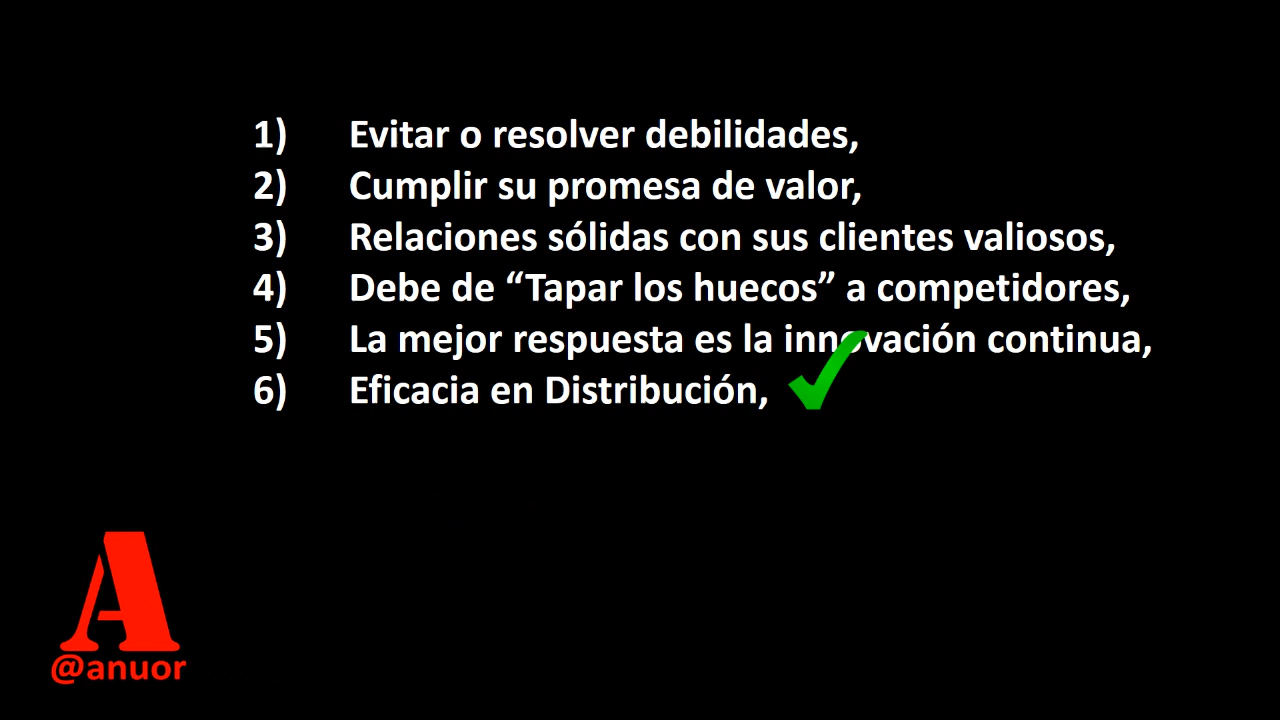 1) Evitar o resolver debilidades,
2) Cumplir su promesa de valor,
3) Relaciones sólidas con sus clientes valiosos,
4) Debe de “Tapar los huecos” a competidores,
5) La mejor respuesta es la innovación continua,
6) Eficacia en Distribución,
A
@anuor